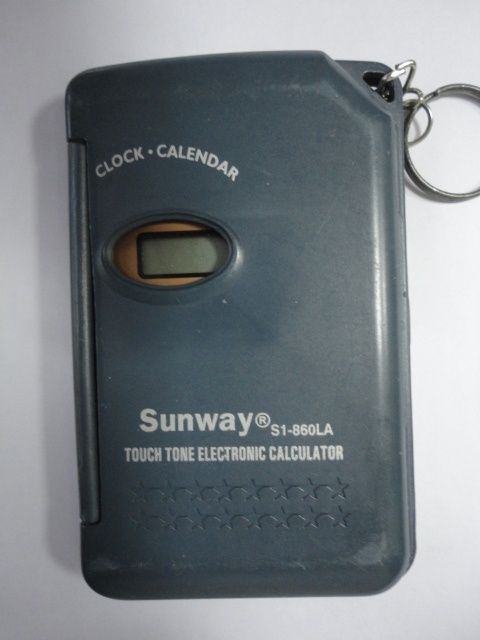 CLOCK • CALENDAR
Sunway® S1-860LA
TOUCH TONE ELECTRONIC CALCULATOR